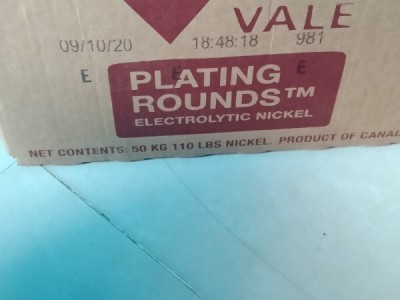 VALE
09/10/20 18:48:18 981
E E E
PLATING
ROUNDS™
ELECTROLYTIC NICKEL
NET CONTENTS: 50 KG 110 LBS NICKEL. PRODUCT OF CANA